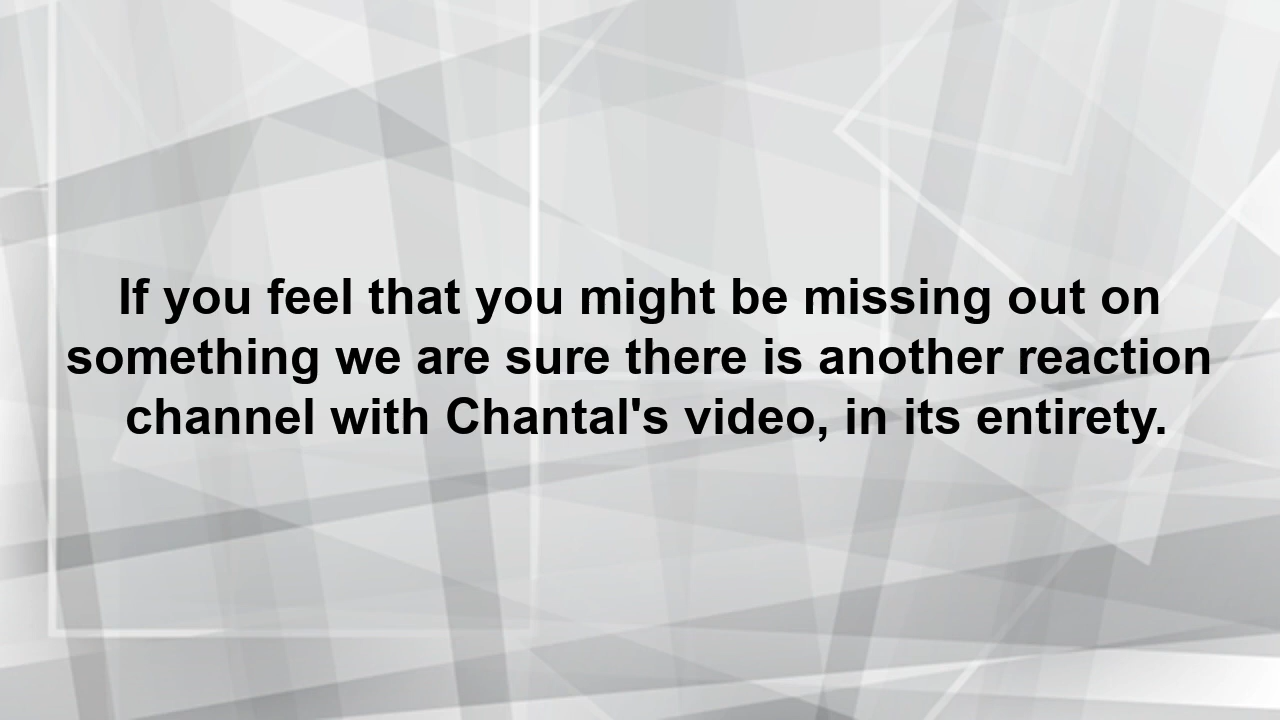 If you feel that you might be missing out on
something we are sure there is another reaction
channel with Chantal's video, in its entirety.